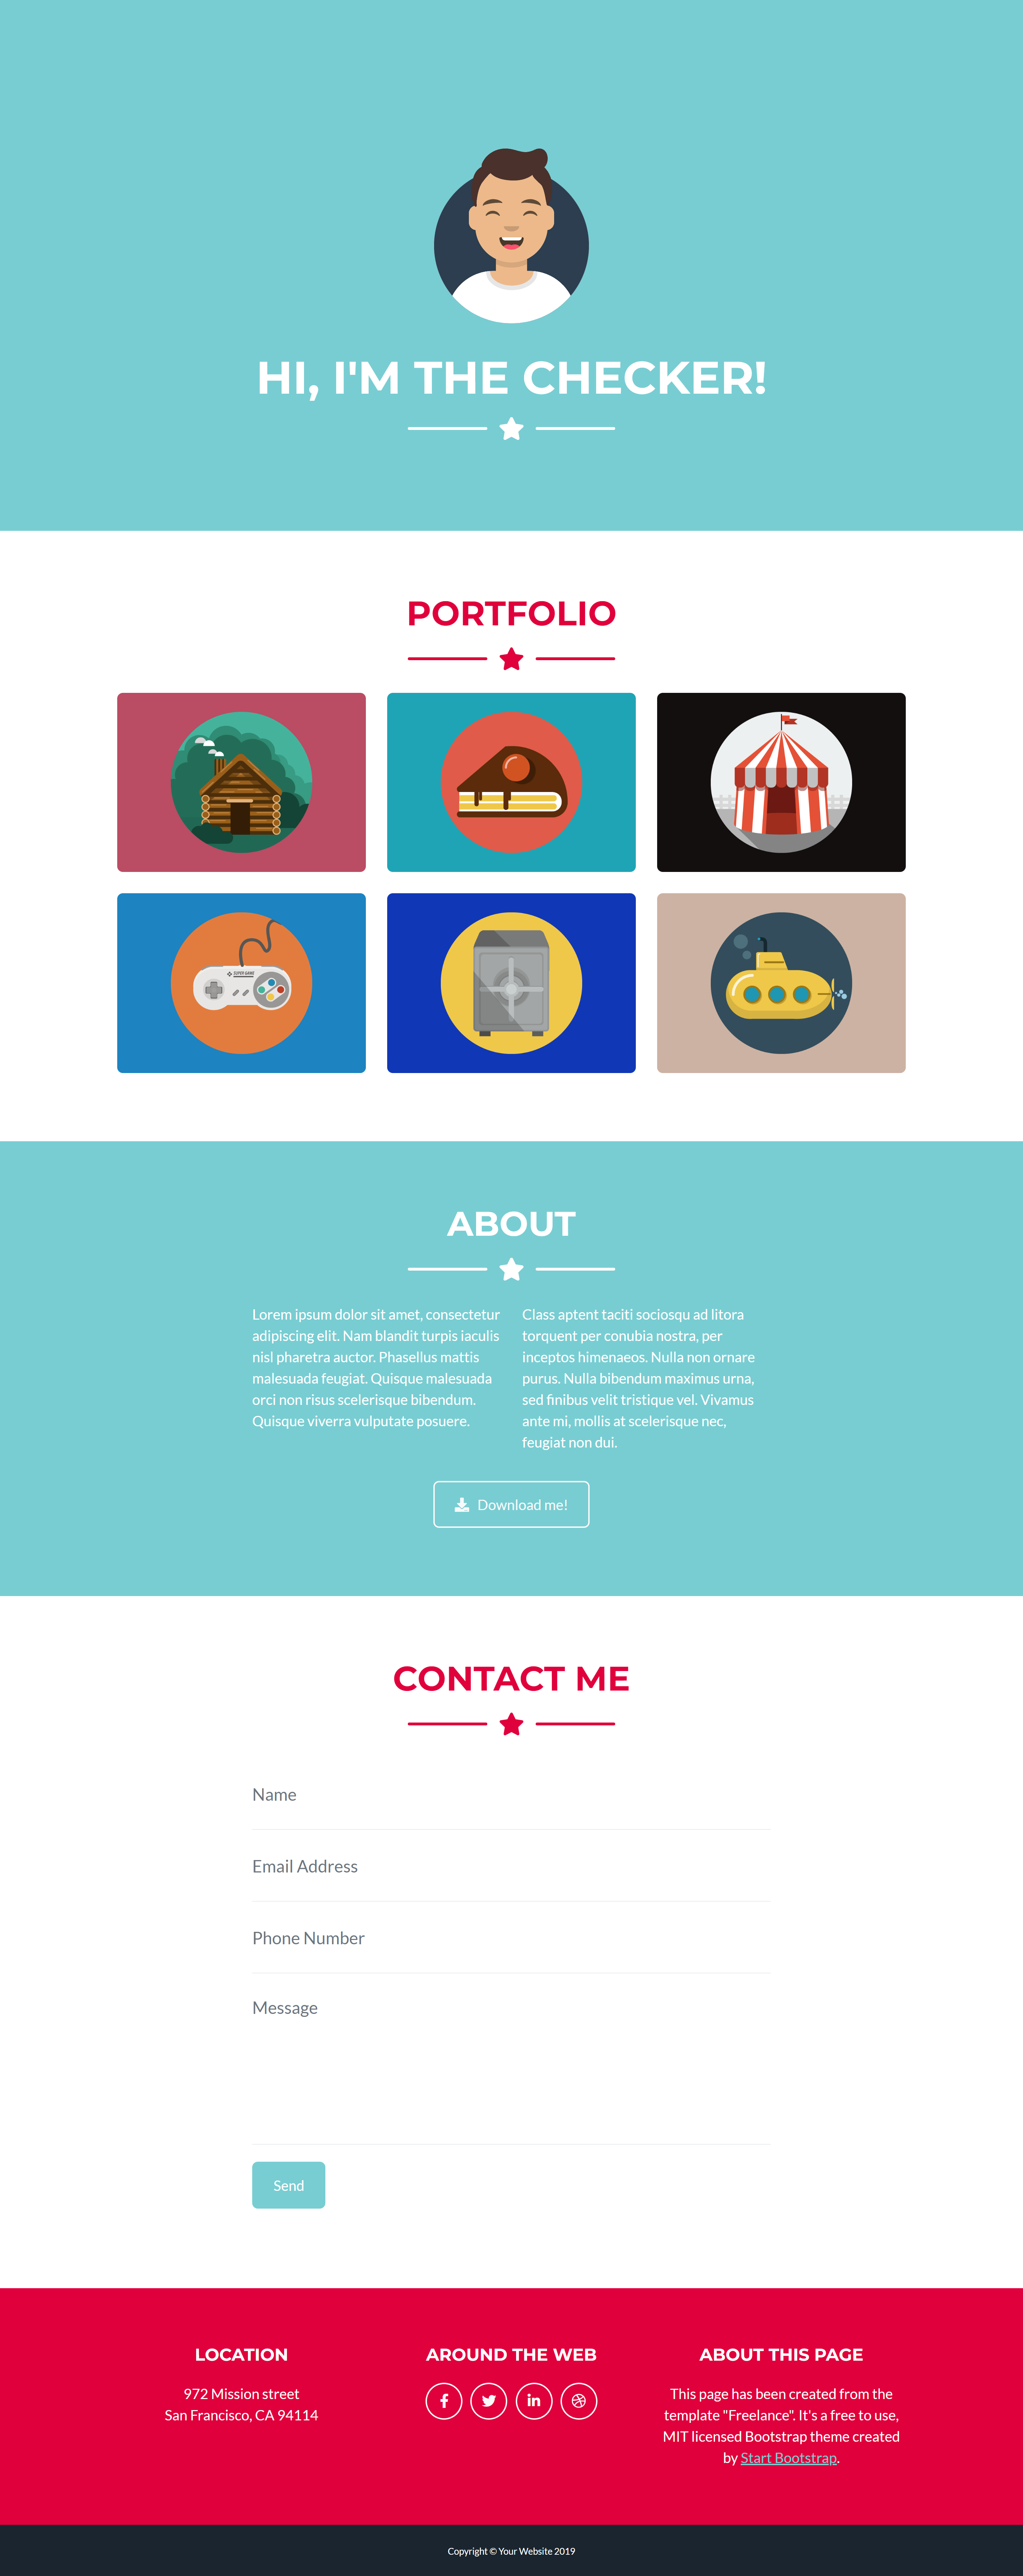 HI, I'M THE CHECKER!
PORTFOLIO
SUPER GAME
ABOUT
Lorem ipsum dolor sit amet, consectetur
adipiscing elit. Nam blandit turpis iaculis
nisl pharetra auctor. Phasellus mattis
malesuada feugiat. Quisque malesuada
orci non risus scelerisque bibendum.
Quisque viverra vulputate posuere.
Class aptent taciti sociosqu ad litora
torquent per conubia nostra, per
inceptos himenaeos. Nulla non ornare
purus. Nulla bibendum maximus urna,
sed finibus velit tristique vel. Vivamus
ante mi, mollis at scelerisque nec,
feugiat non dui.
Download me!
CONTACT ME
Name
Email Address
Phone Number
Message
Send
LOCATION
972 Mission street
San Francisco, CA 94114
AROUND THE WEB
ABOUT THIS PAGE
This page has been created from the
template "Freelance". It's a free to use,
MIT licensed Bootstrap theme created
by Start Bootstrap.
Copyright © Your Website 2019